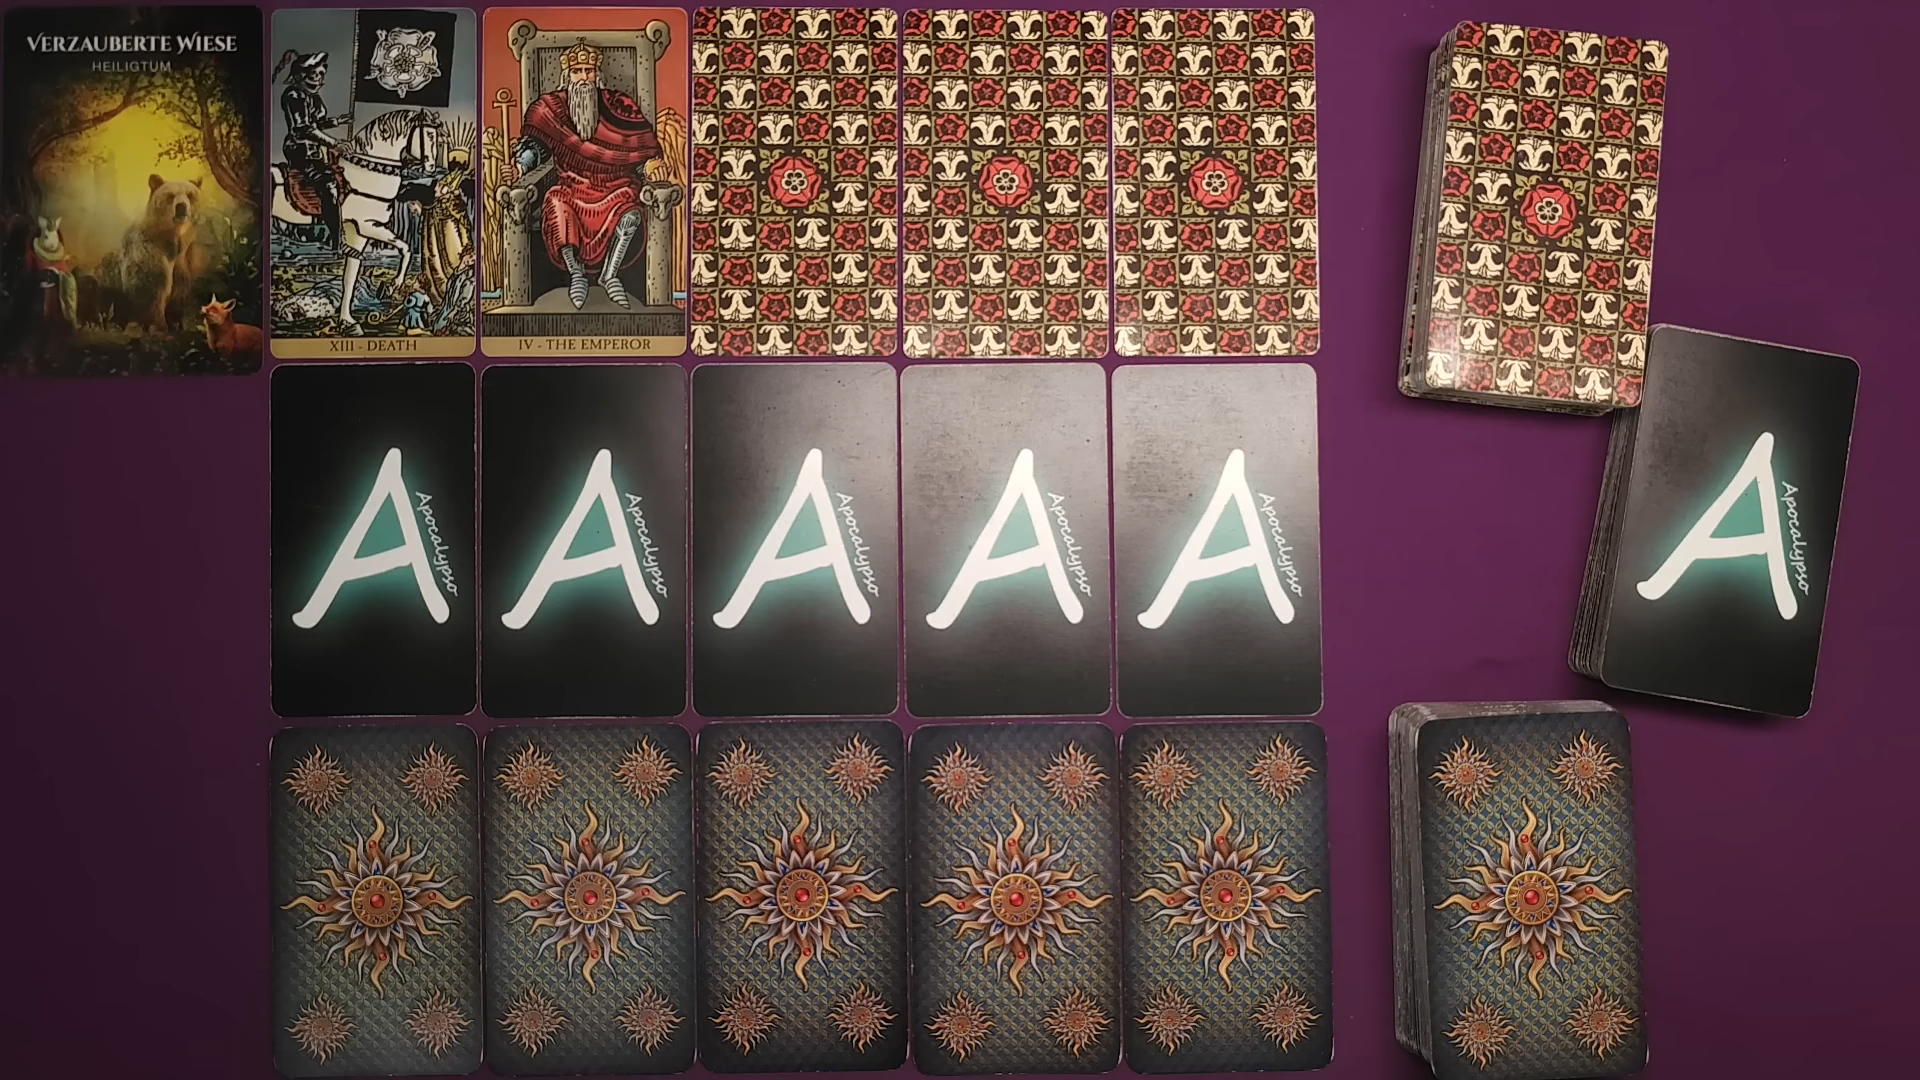 VERZAUBERTE WIESE
HEILIGTUM
XIII - DEATH
IV - THE EMPEROR
A
Apocalypso
A
Apocalypso
A
Apocalypso
A
Apocalypso
A
Apocalypso
A
Apocalypso